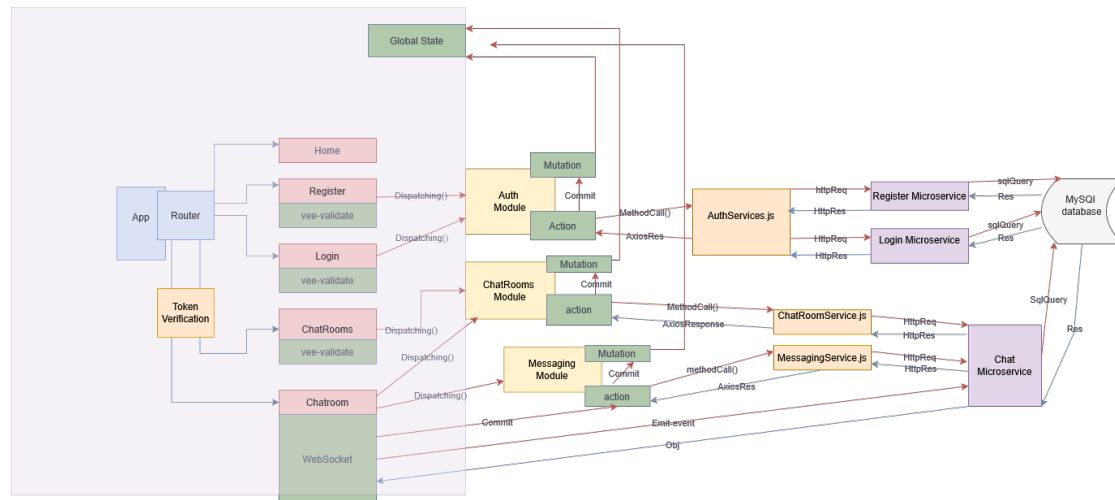 Global State
Home
Register
vee-validate
Login
vee-validate
ChatRooms
vee-validate
Chatroom
WebSocket
App
Router
Token
Verification
Dispatching()
Dispatching()
Dispatching()
Dispatching()
Dispatching()
Auth
Module
Mutation
Commit
Action
ChatRooms
Module
Mutation
Commit
action
Messaging
Module
Mutation
Commit
action
Commit
MethodCall()
AxiosRes
AuthServices.js
MethodCall()
AxiosResponse
ChatRoomService.js
methodCall()
AxiosRes
MessagingService.js
Emit-event
Obj
httpReq
HttpRes
HttpReq
HttpRes
Register Microservice
Login Microservice
HttpReq
HttpRes
HttpReq
HttpRes
Chat
Microservice
sqlQuery
Res
sqlQuery
Res
SqlQuery
Res
MySQl
database